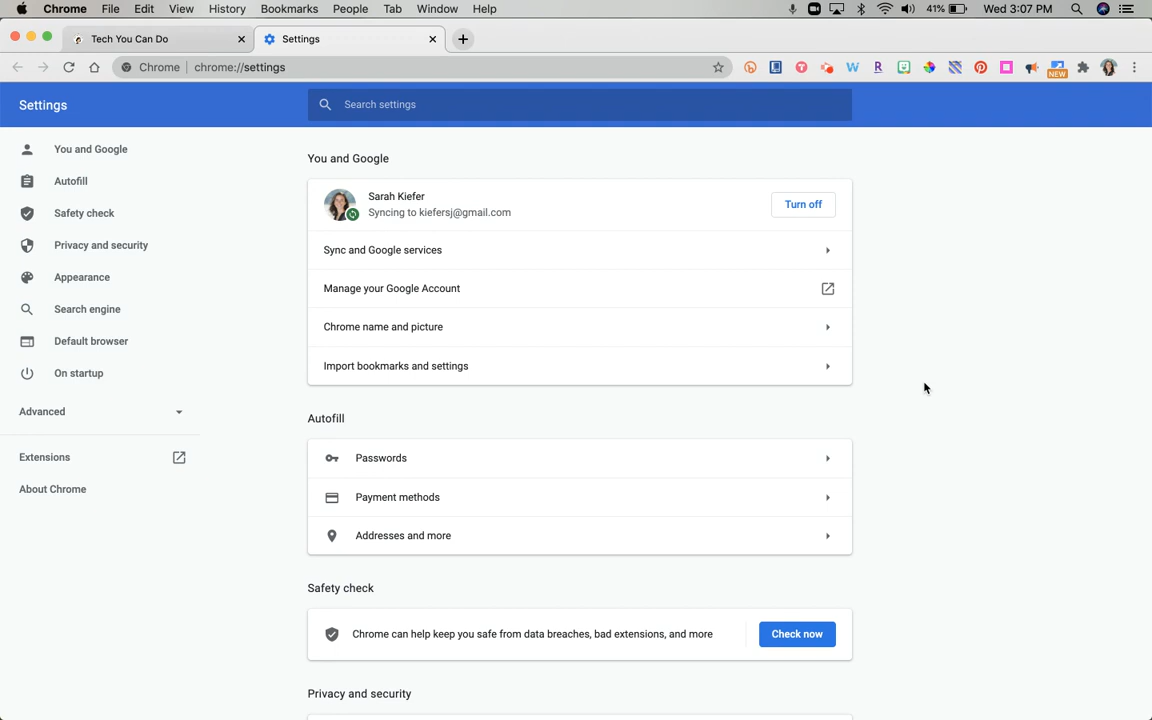 Chrome File Edit View History Bookmarks People Tab Window Help 41% Wed 3:07 PM
Tech You Can Do Settings
Chrome chrome://settings NEW
Settings
Search settings
You and Google
Autofill
Safety check
Privacy and security
Appearance
Search engine
Default browser
On startup
Advanced
Extensions
About Chrome
You and Google
Sarah Kiefer
Syncing to kiefersj@gmail.com
Turn off
Sync and Google services
Manage your Google Account
Chrome name and picture
Import bookmarks and settings
Autofill
Passwords
Payment methods
Addresses and more
Safety check
Chrome can help keep you safe from data breaches, bad extensions, and more
Check now
Privacy and security